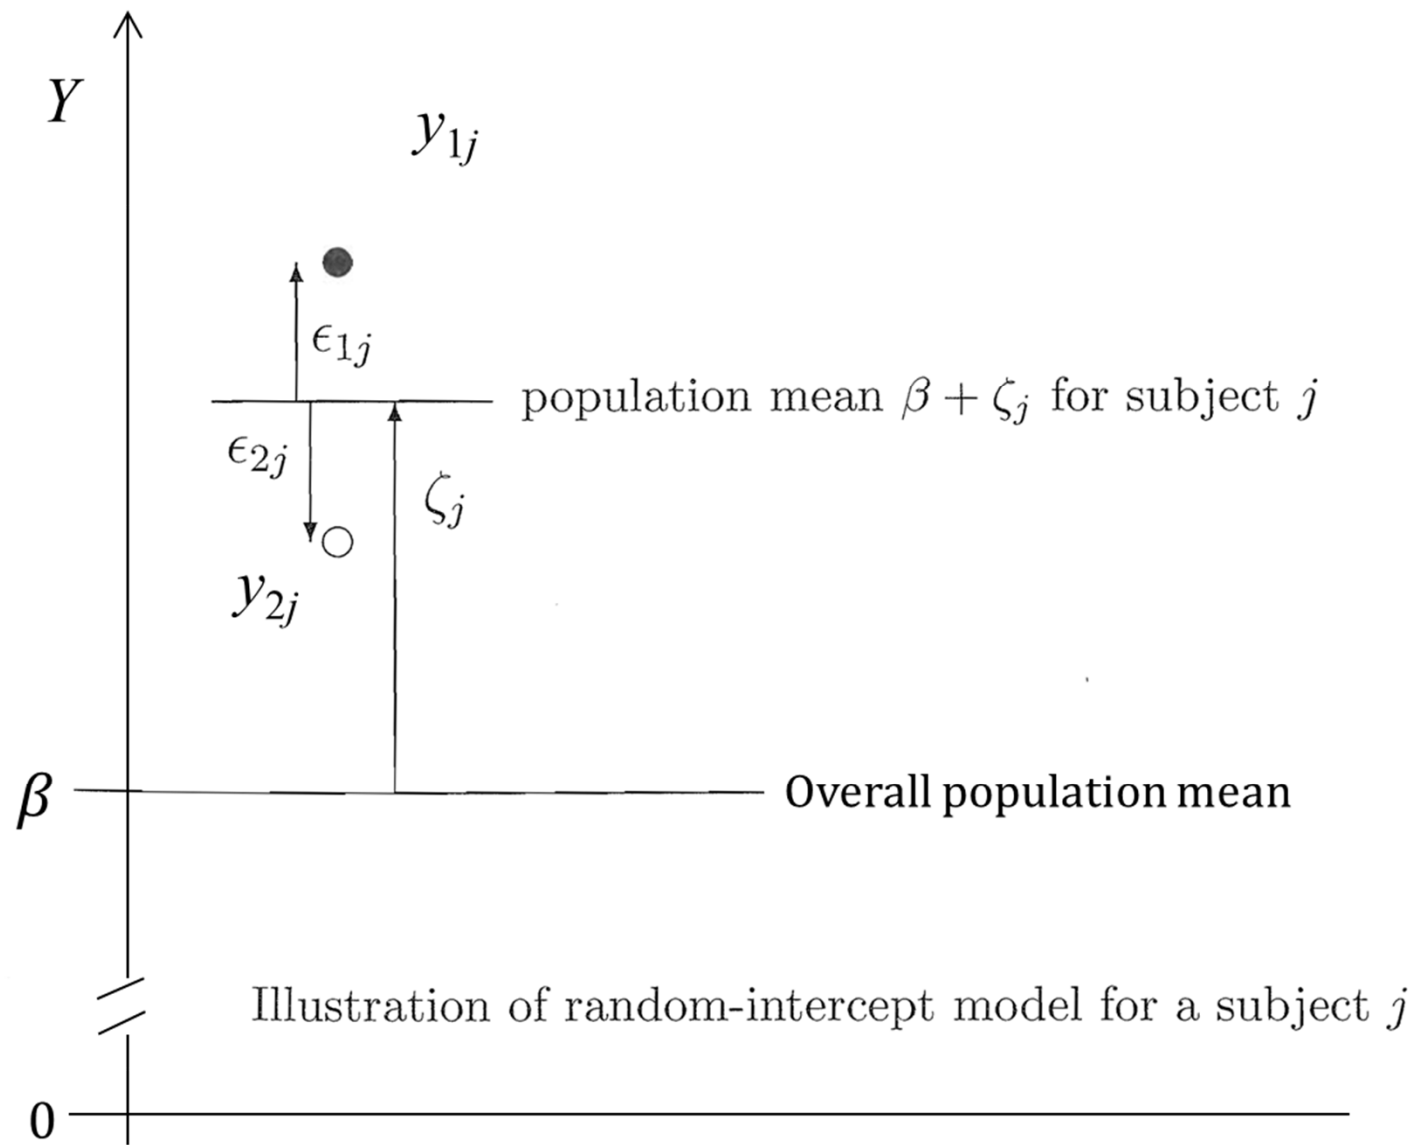 Y
y₁ⱼ
ϵ₁ⱼ
population mean β + ζⱼ for subject j
ϵ₂ⱼ
ζⱼ
y₂ⱼ
β
Overall population mean
Illustration of random-intercept model for a subject j
0